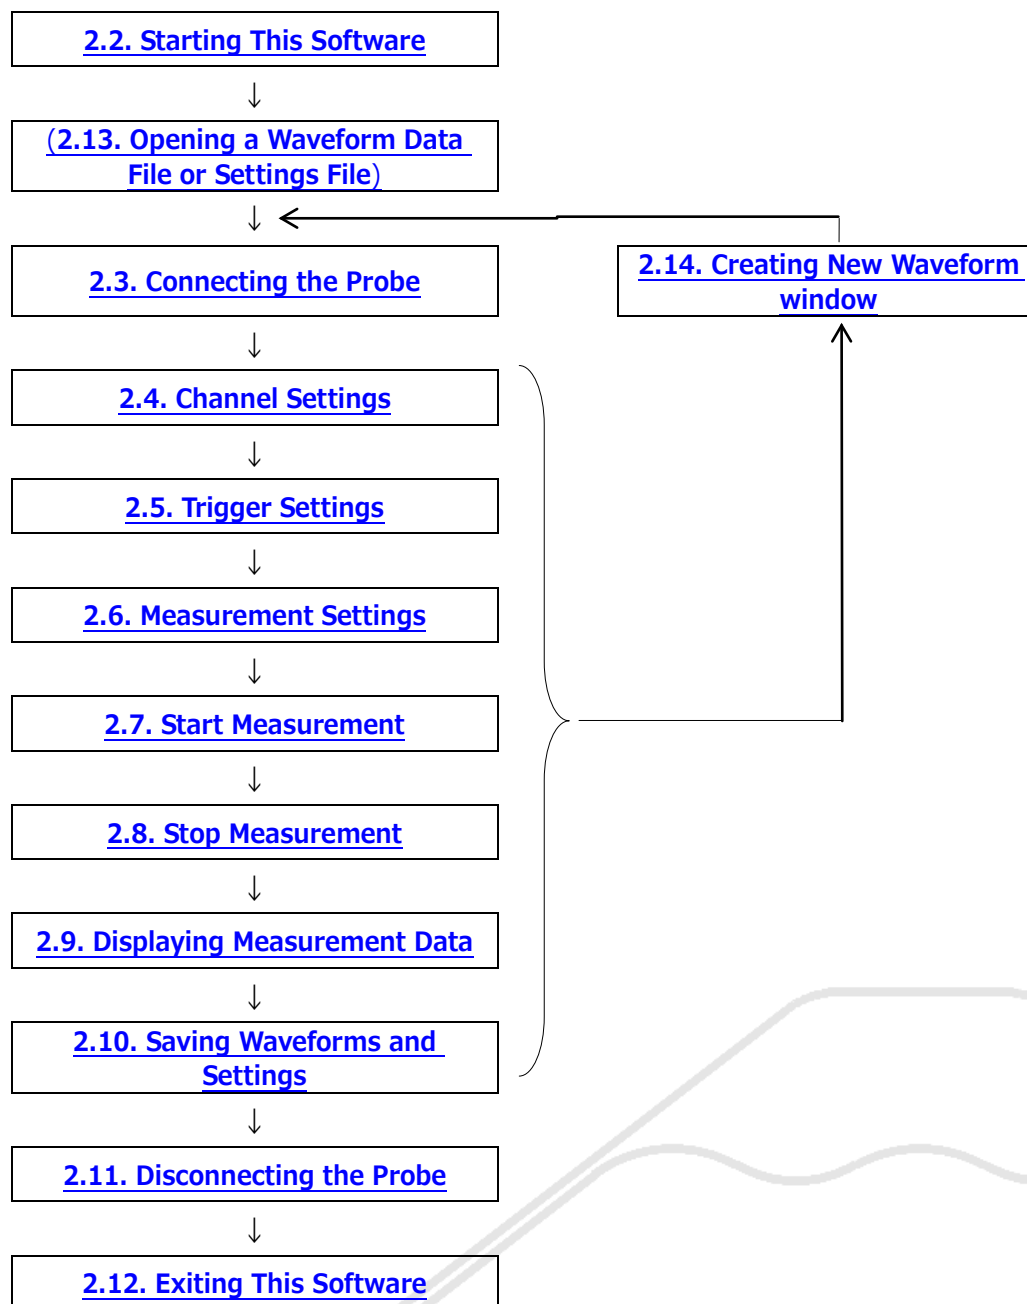 2.2. Starting This Software
(2.13. Opening a Waveform Data
File or Settings File)
2.3. Connecting the Probe
2.14. Creating New Waveform
window
2.4. Channel Settings
2.5. Trigger Settings
2.6. Measurement Settings
2.7. Start Measurement
2.8. Stop Measurement
2.9. Displaying Measurement Data
2.10. Saving Waveforms and
Settings
2.11. Disconnecting the Probe
2.12. Exiting This Software